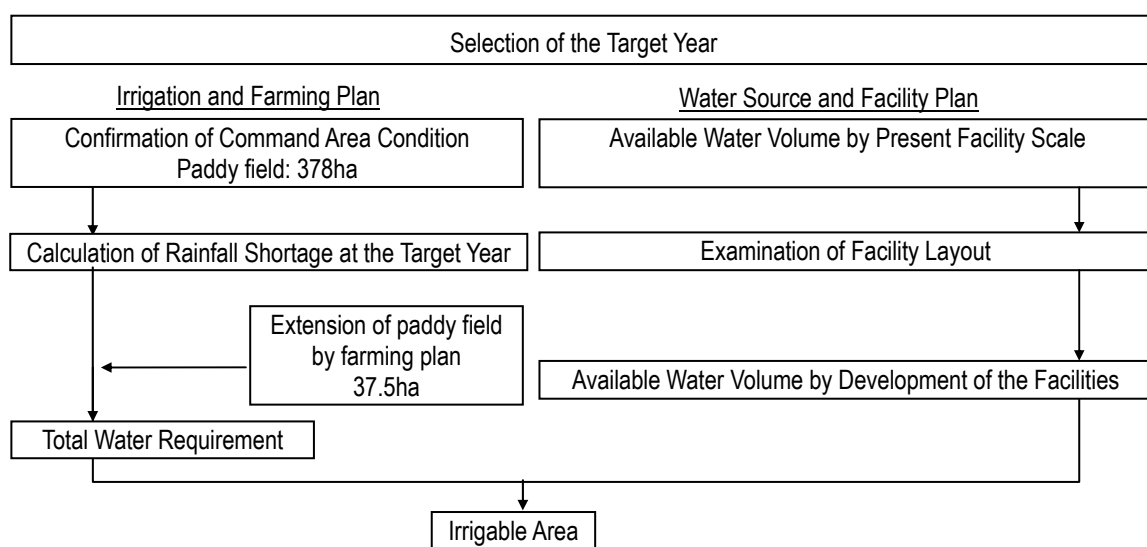 Selection of the Target Year
Irrigation and Farming Plan
Water Source and Facility Plan
Confirmation of Command Area Condition
Paddy field: 378ha
Available Water Volume by Present Facility Scale
Calculation of Rainfall Shortage at the Target Year
Examination of Facility Layout
Extension of paddy field
by farming plan
37.5ha
Available Water Volume by Development of the Facilities
Total Water Requirement
Irrigable Area